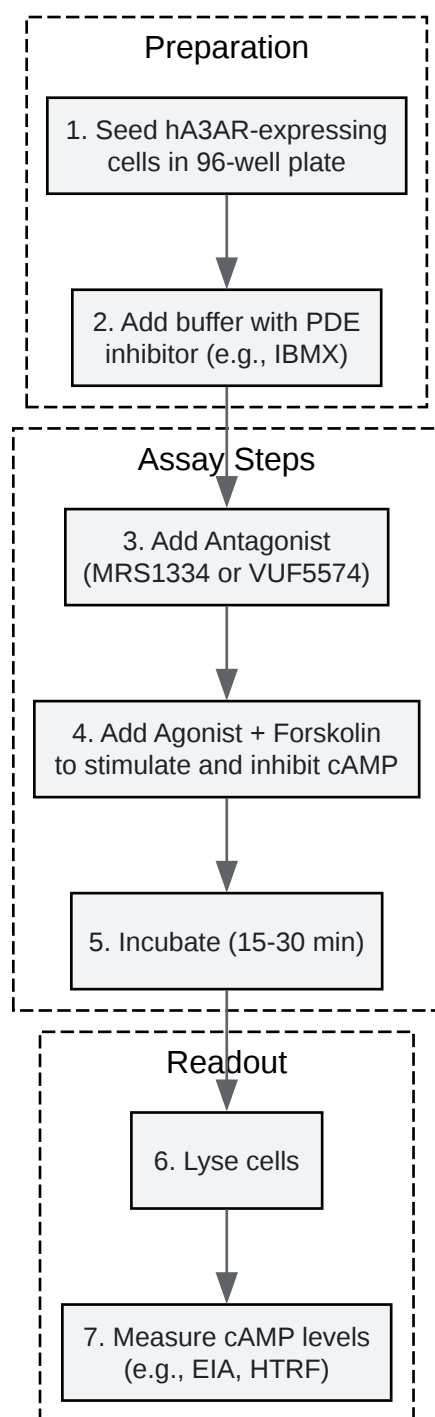 Preparation
1. Seed hA3AR-expressing
cells in 96-well plate
2. Add buffer with PDE
inhibitor (e.g., IBMX)
Assay Steps
3. Add Antagonist
(MRS1334 or VUF5574)
4. Add Agonist + Forskolin
to stimulate and inhibit cAMP
5. Incubate (15-30 min)
Readout
6. Lyse cells
7. Measure cAMP levels
(e.g., EIA, HTRF)